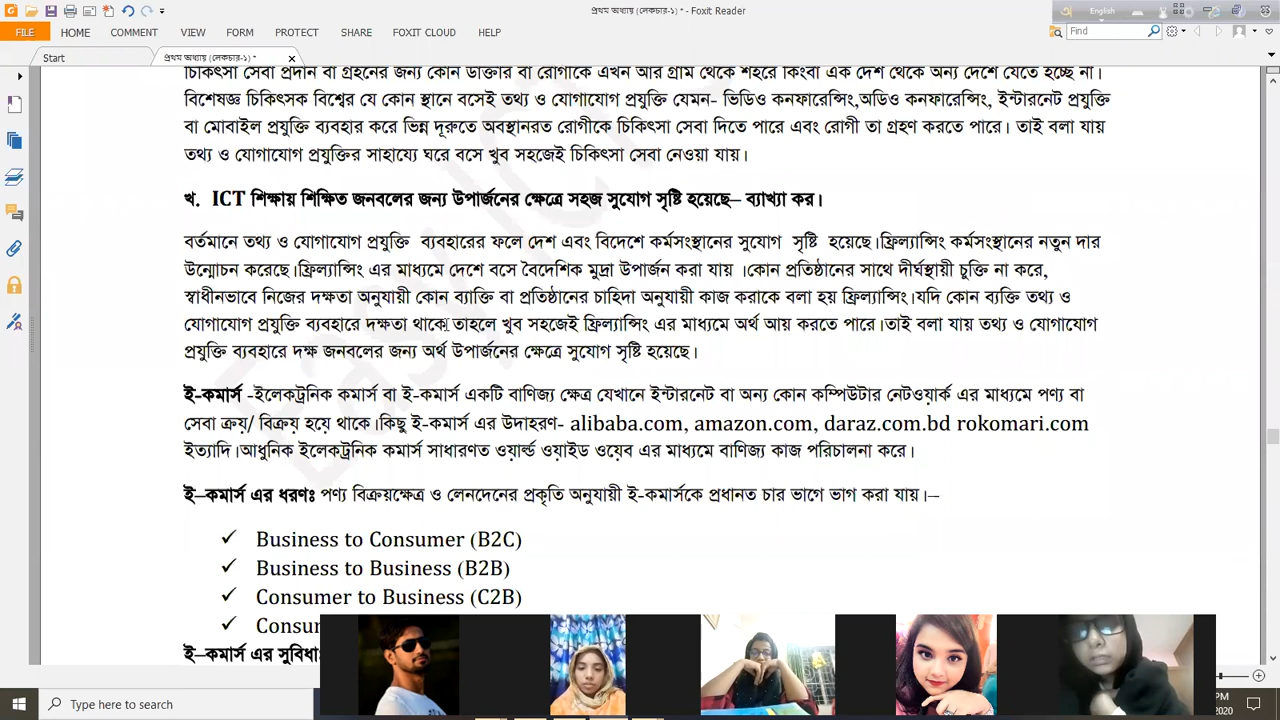 প্রথম অধ্যায় (লেকচার-১) * - Foxit Reader
English
FILE HOME COMMENT VIEW FORM PROTECT SHARE FOXIT CLOUD HELP
Find
Start প্রথম অধ্যায় (লেকচার-১) *
চিকিৎসা সেবা প্রদান বা গ্রহনের জন্য কোন ডাক্তার বা রোগীকে এখন আর গ্রাম থেকে শহরে কিংবা এক দেশ থেকে অন্য দেশে যেতে হচ্ছে না।
বিশেষজ্ঞ চিকিৎসক বিশ্বের যে কোন স্থানে বসেই তথ্য ও যোগাযোগ প্রযুক্তি যেমন- ভিডিও কনফারেন্সিং,অডিও কনফারেন্সিং, ইন্টারনেট প্রযুক্তি
বা মোবাইল প্রযুক্তি ব্যবহার করে ভিন্ন দূরুতে অবস্থানরত রোগীকে চিকিৎসা সেবা দিতে পারে এবং রোগী তা গ্রহণ করতে পারে। তাই বলা যায়
তথ্য ও যোগাযোগ প্রযুক্তির সাহায্যে ঘরে বসে খুব সহজেই চিকিৎসা সেবা নেওয়া যায়।
খ. ICT শিক্ষায় শিক্ষিত জনবলের জন্য উপার্জনের ক্ষেত্রে সহজ সুযোগ সৃষ্টি হয়েছে– ব্যাখ্যা কর।
বর্তমানে তথ্য ও যোগাযোগ প্রযুক্তি ব্যবহারের ফলে দেশ এবং বিদেশে কর্মসংস্থানের সুযোগ সৃষ্টি হয়েছে।ফ্রিল্যান্সিং কর্মসংস্থানের নতুন দার
উন্মোচন করেছে।ফ্রিল্যান্সিং এর মাধ্যমে দেশে বসে বৈদেশিক মুদ্রা উপার্জন করা যায় ।কোন প্রতিষ্ঠানের সাথে দীর্ঘস্থায়ী চুক্তি না করে,
স্বাধীনভাবে নিজের দক্ষতা অনুযায়ী কোন ব্যাক্তি বা প্রতিষ্ঠানের চাহিদা অনুযায়ী কাজ করাকে বলা হয় ফ্রিল্যান্সিং।যদি কোন ব্যক্তি তথ্য ও
যোগাযোগ প্রযুক্তি ব্যবহারে দক্ষতা থাকে তাহলে খুব সহজেই ফ্রিল্যান্সিং এর মাধ্যমে অর্থ আয় করতে পারে।তাই বলা যায় তথ্য ও যোগাযোগ
প্রযুক্তি ব্যবহারে দক্ষ জনবলের জন্য অর্থ উপার্জনের ক্ষেত্রে সুযোগ সৃষ্টি হয়েছে।
ই-কমার্স -ইলেকট্রনিক কমার্স বা ই-কমার্স একটি বাণিজ্য ক্ষেত্র যেখানে ইন্টারনেট বা অন্য কোন কম্পিউটার নেটওয়ার্ক এর মাধ্যমে পণ্য বা
সেবা ক্রয়/ বিক্রয় হয়ে থাকে।কিছু ই-কমার্স এর উদাহরণ- alibaba.com, amazon.com, daraz.com.bd rokomari.com
ইত্যাদি।আধুনিক ইলেকট্রনিক কমার্স সাধারণত ওয়ার্ল্ড ওয়াইড ওয়েব এর মাধ্যমে বাণিজ্য কাজ পরিচালনা করে।
ই–কমার্স এর ধরণঃ পণ্য বিক্রয়ক্ষেত্র ও লেনদেনের প্রকৃতি অনুযায়ী ই-কমার্সকে প্রধানত চার ভাগে ভাগ করা যায়।–
✓ Business to Consumer (B2C)
✓ Business to Business (B2B)
✓ Consumer to Business (C2B)
✓ Consu
ই–কমার্স এর সুবিধাঃ
Easy ICT
Type here to search
PM
2020